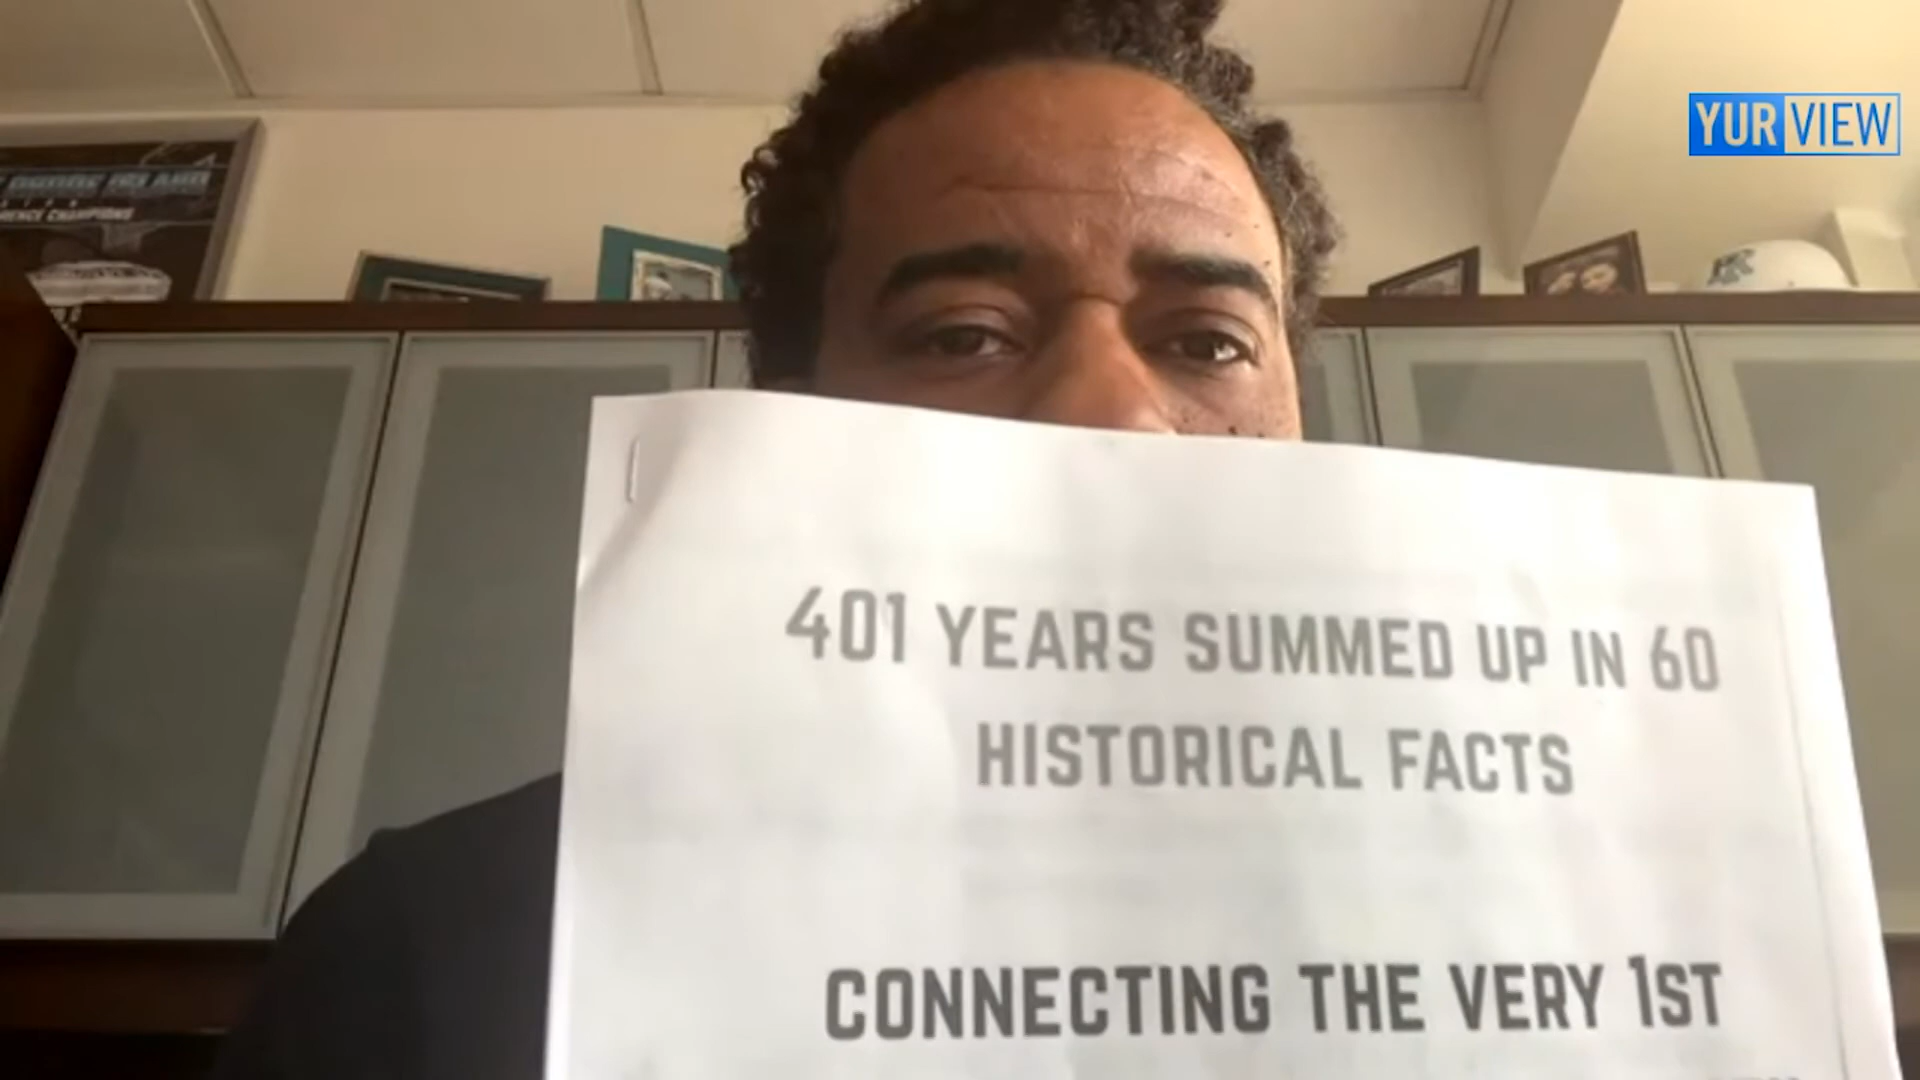 YURVIEW
401 YEARS SUMMED UP IN 60
HISTORICAL FACTS
CONNECTING THE VERY 1ST